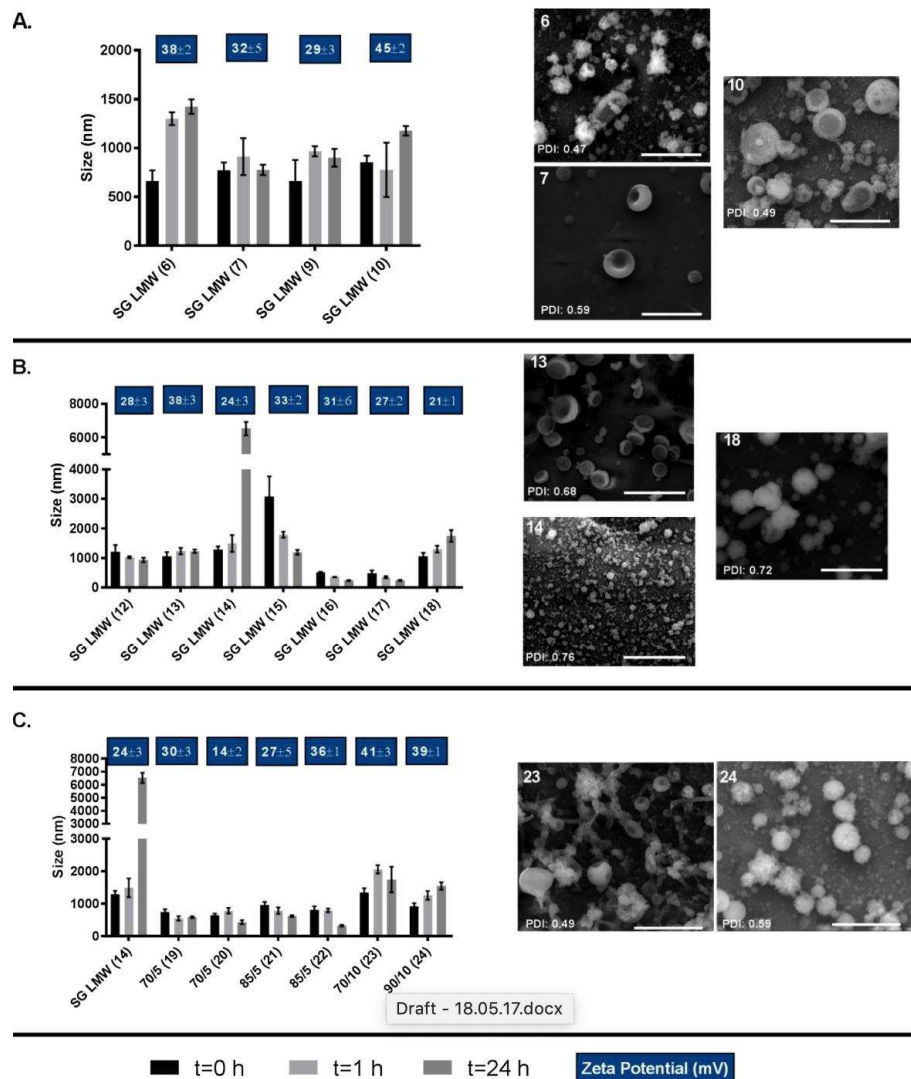 A.
38±2 32±5 29±3 45±2
2000
1500
1000
500
0
Size (nm)
SG LMW (6)
SG LMW (7)
SG LMW (9)
SG LMW (10)
6
PDI: 0.47
7
PDI: 0.59
10
PDI: 0.49
B.
28±3 38±3 24±3 33±2 31±6 27±2 21±1
8000
6000
4000
3000
2000
1000
0
Size (nm)
SG LMW (12)
SG LMW (13)
SG LMW (14)
SG LMW (15)
SG LMW (16)
SG LMW (17)
SG LMW (18)
13
PDI: 0.68
14
PDI: 0.76
18
PDI: 0.72
C.
24±3 30±3 14±2 27±5 36±1 41±3 39±1
8000
7000
6000
5000
4000
3000
3000
2000
1000
0
Size (nm)
SG LMW (14)
70/5 (19)
70/5 (20)
85/5 (21)
85/5 (22)
70/10 (23)
90/10 (24)
23
PDI: 0.49
24
PDI: 0.59
Draft - 18.05.17.docx
t=0 h t=1 h t=24 h Zeta Potential (mV)